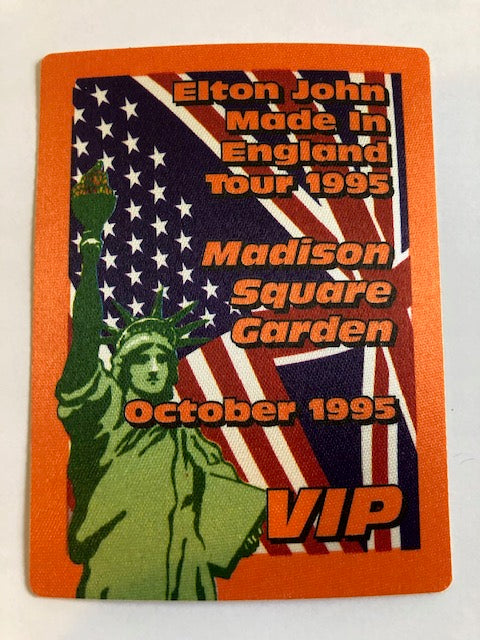 Elton John
Made In
England
Tour 1995
Madison
Square
Garden
October 1995
VIP